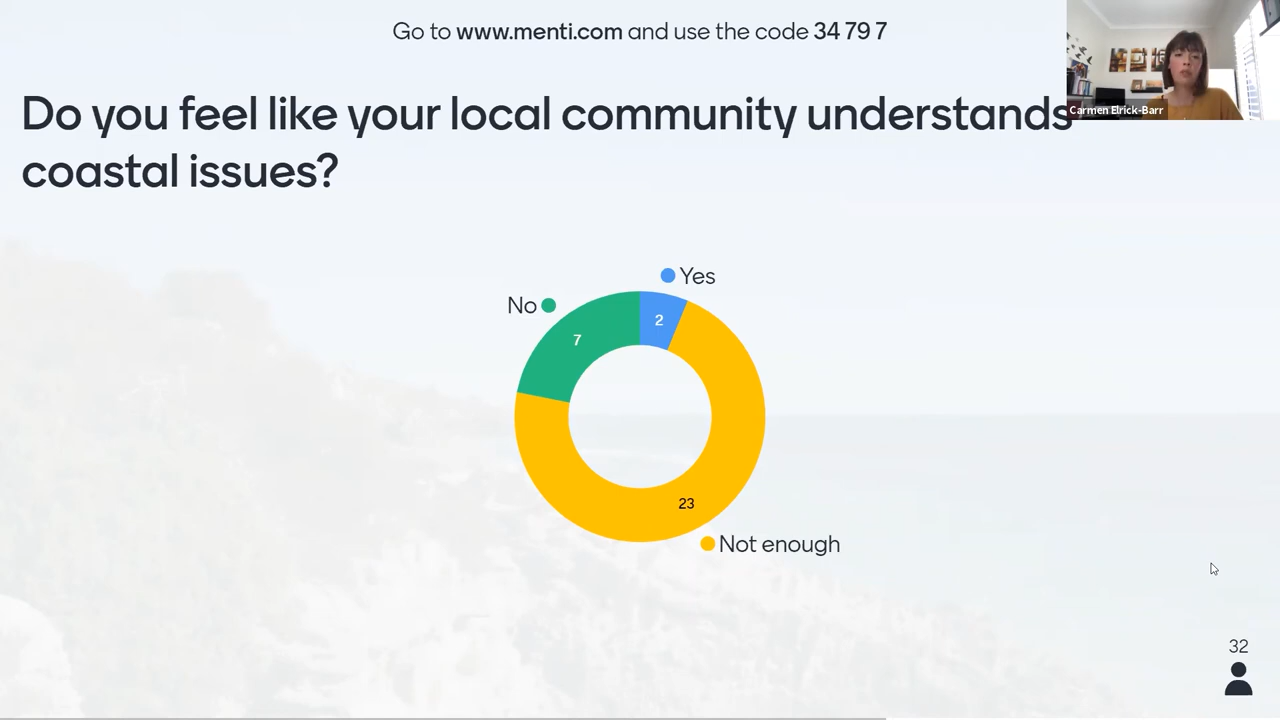 Go to www.menti.com and use the code 34 79 7
Carmen Elrick-Barr
Do you feel like your local community understands
coastal issues?
Yes
No
2
7
23
Not enough
32